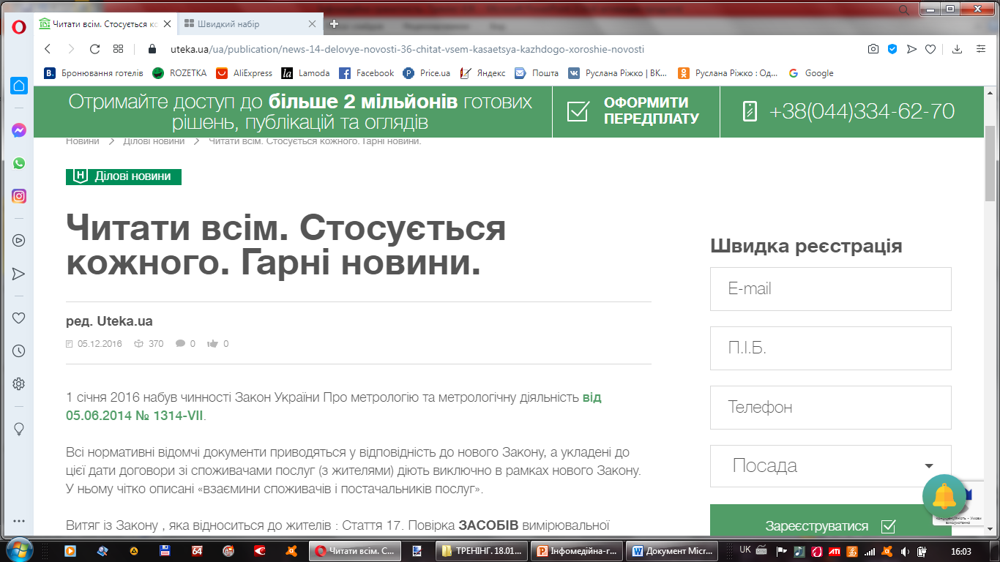 Читати всім. Стосується кс
Швидкий набір
uteka.ua/ua/publication/news-14-delovye-novosti-36-chitat-vsem-kasaetsya-kazhdogo-xoroshie-novosti
Бронювання готелів ROZETKA AliExpress Lamoda Facebook Price.ua Яндекс Пошта Руслана Ріжко | ВК... Руслана Ріжко : Од... Google
Отримайте доступ до більше 2 мільйонів готових
рішень, публікацій та оглядів
ОФОРМИТИ
ПЕРЕДПЛАТУ
+38(044)334-62-70
Новини Ділові новини Читати всім. Стосується кожного. Гарні новини.
Ділові новини
Читати всім. Стосується
кожного. Гарні новини.
ред. Uteka.ua
05.12.2016 370 0 0
1 січня 2016 набув чинності Закон України Про метрологію та метрологічну діяльність від
05.06.2014 № 1314-VII.
Всі нормативні відомчі документи приводяться у відповідність до нового Закону, а укладені до
цієї дати договори зі споживачами послуг (з жителями) діють виключно в рамках нового Закону.
У ньому чітко описані «взаємини споживачів і постачальників послуг».
Витяг із Закону , яка відноситься до жителів : Стаття 17. Повірка ЗАСОБІВ вимірювальної
Швидка реєстрація
E-mail
П.І.Б.
Телефон
Посада
Зареєструватися
Читати всім. С...
ТРЕНІНГ. 18.01...
Інфомедійна-г...
Документ Micr...
UK
16:03